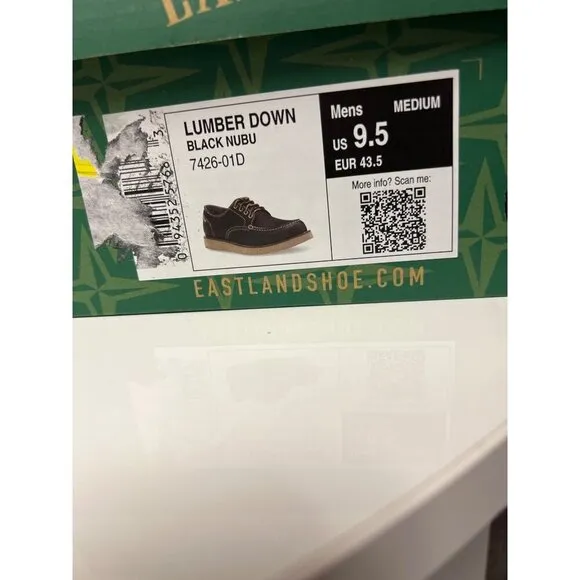 LUMBER DOWN
BLACK NUBU
7426-01D
Mens MEDIUM
US 9.5
EUR 43.5
More info? Scan me:
EASTLANDSHOE.COM